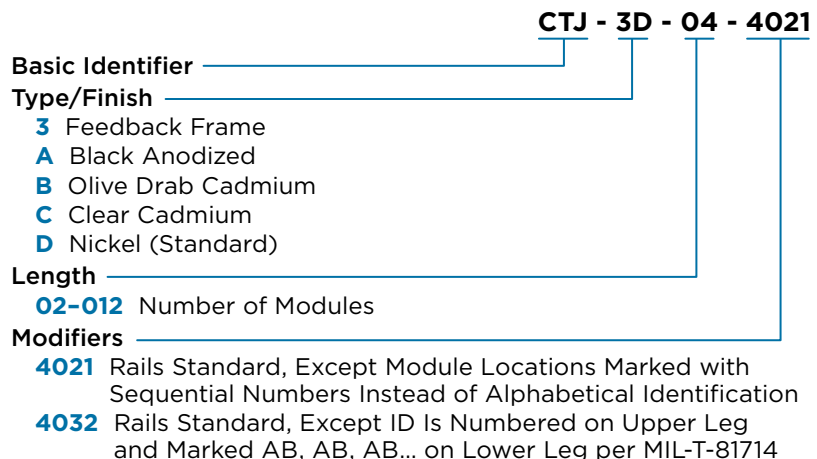 CTJ - 3D - 04 - 4021
Basic Identifier
Type/Finish
3 Feedback Frame
A Black Anodized
B Olive Drab Cadmium
C Clear Cadmium
D Nickel (Standard)
Length
02–012 Number of Modules
Modifiers
4021 Rails Standard, Except Module Locations Marked with
Sequential Numbers Instead of Alphabetical Identification
4032 Rails Standard, Except ID Is Numbered on Upper Leg
and Marked AB, AB, AB... on Lower Leg per MIL-T-81714